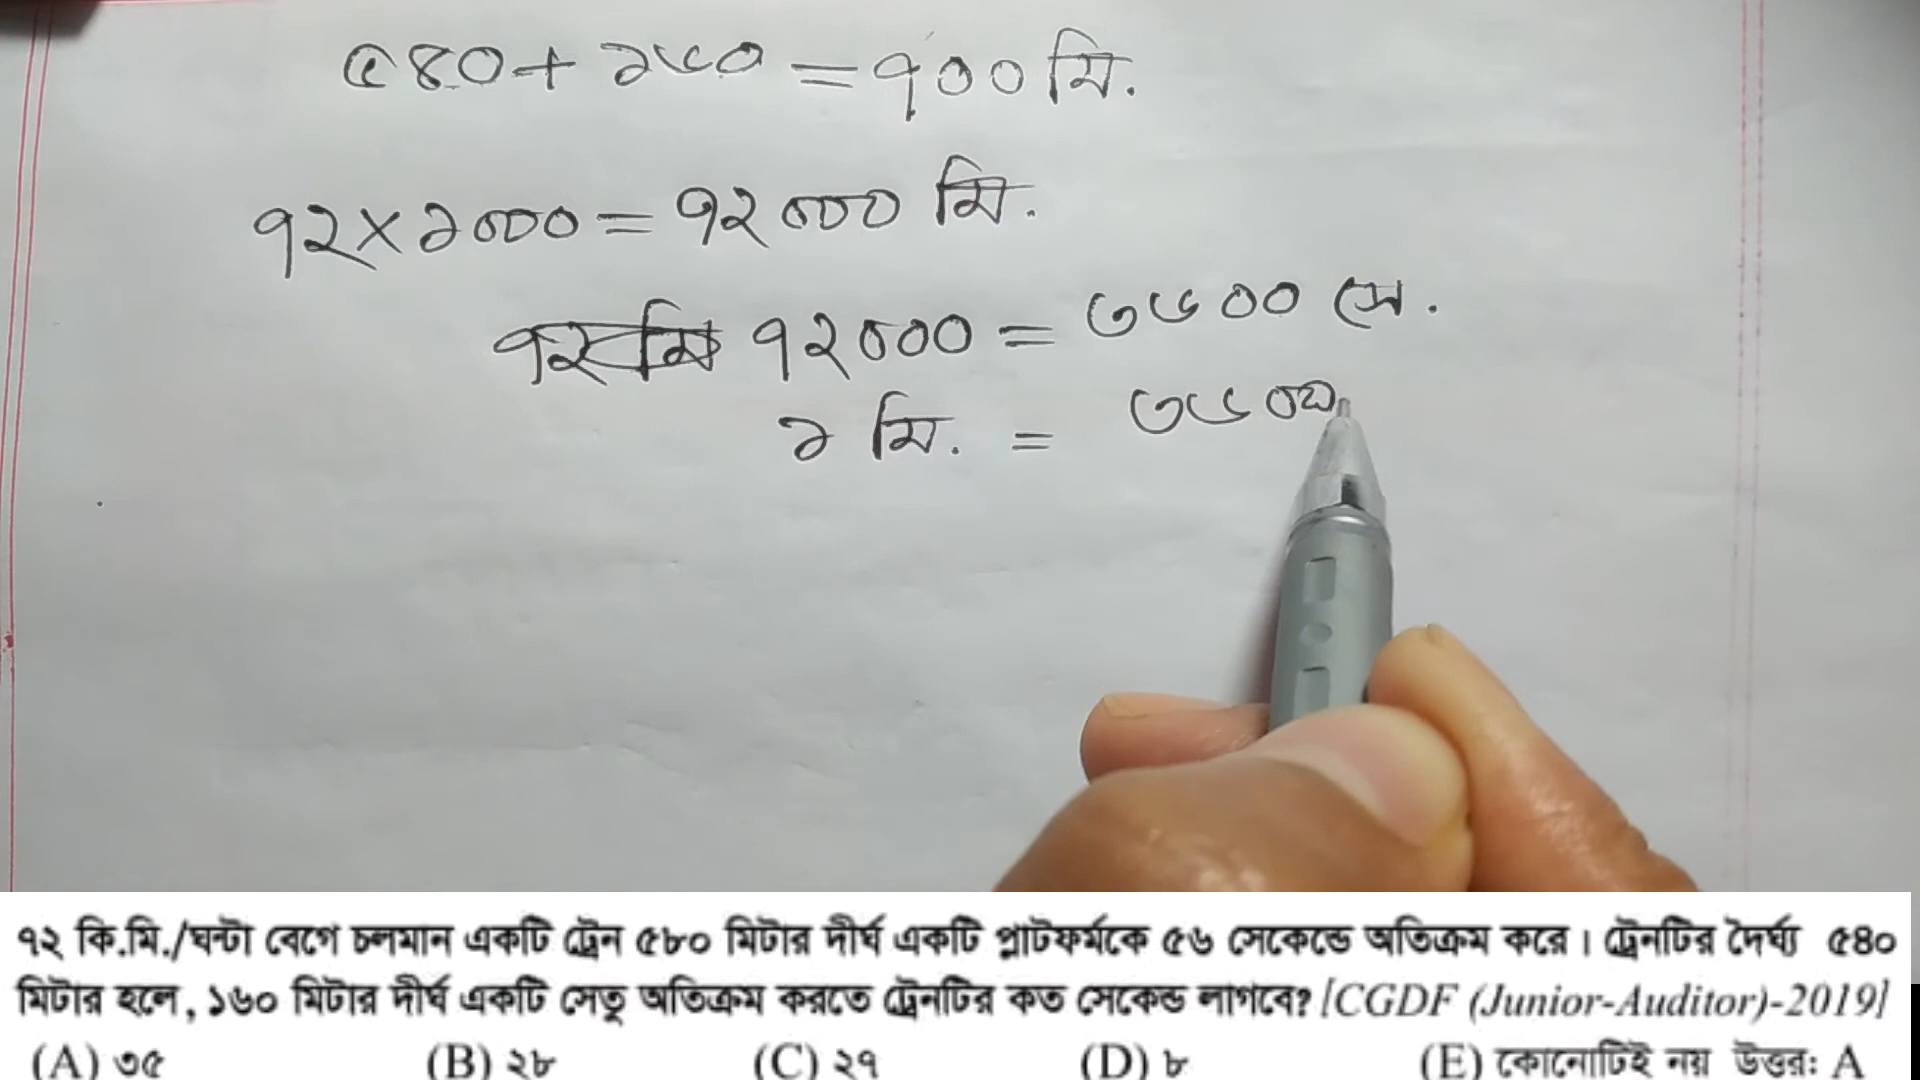 ৫৪০ + ১৬০ = ৭০০ মি.
৭২ × ১০০০ = ৭২০০০ মি.
৭২০০০ = ৩৬০০ সে.
১ মি. = ৩৬০০
৭২ কি.মি./ঘন্টা বেগে চলমান একটি ট্রেন ৫৮০ মিটার দীর্ঘ একটি প্লাটফর্মকে ৫৬ সেকেন্ডে অতিক্রম করে। ট্রেনটির দৈর্ঘ্য ৫৪০
মিটার হলে, ১৬০ মিটার দীর্ঘ একটি সেতু অতিক্রম করতে ট্রেনটির কত সেকেন্ড লাগবে? [CGDF (Junior-Auditor)-2019]
(A) ৩৫ (B) ২৮ (C) ২৭ (D) ৮ (E) কোনোটিই নয় উত্তরঃ A